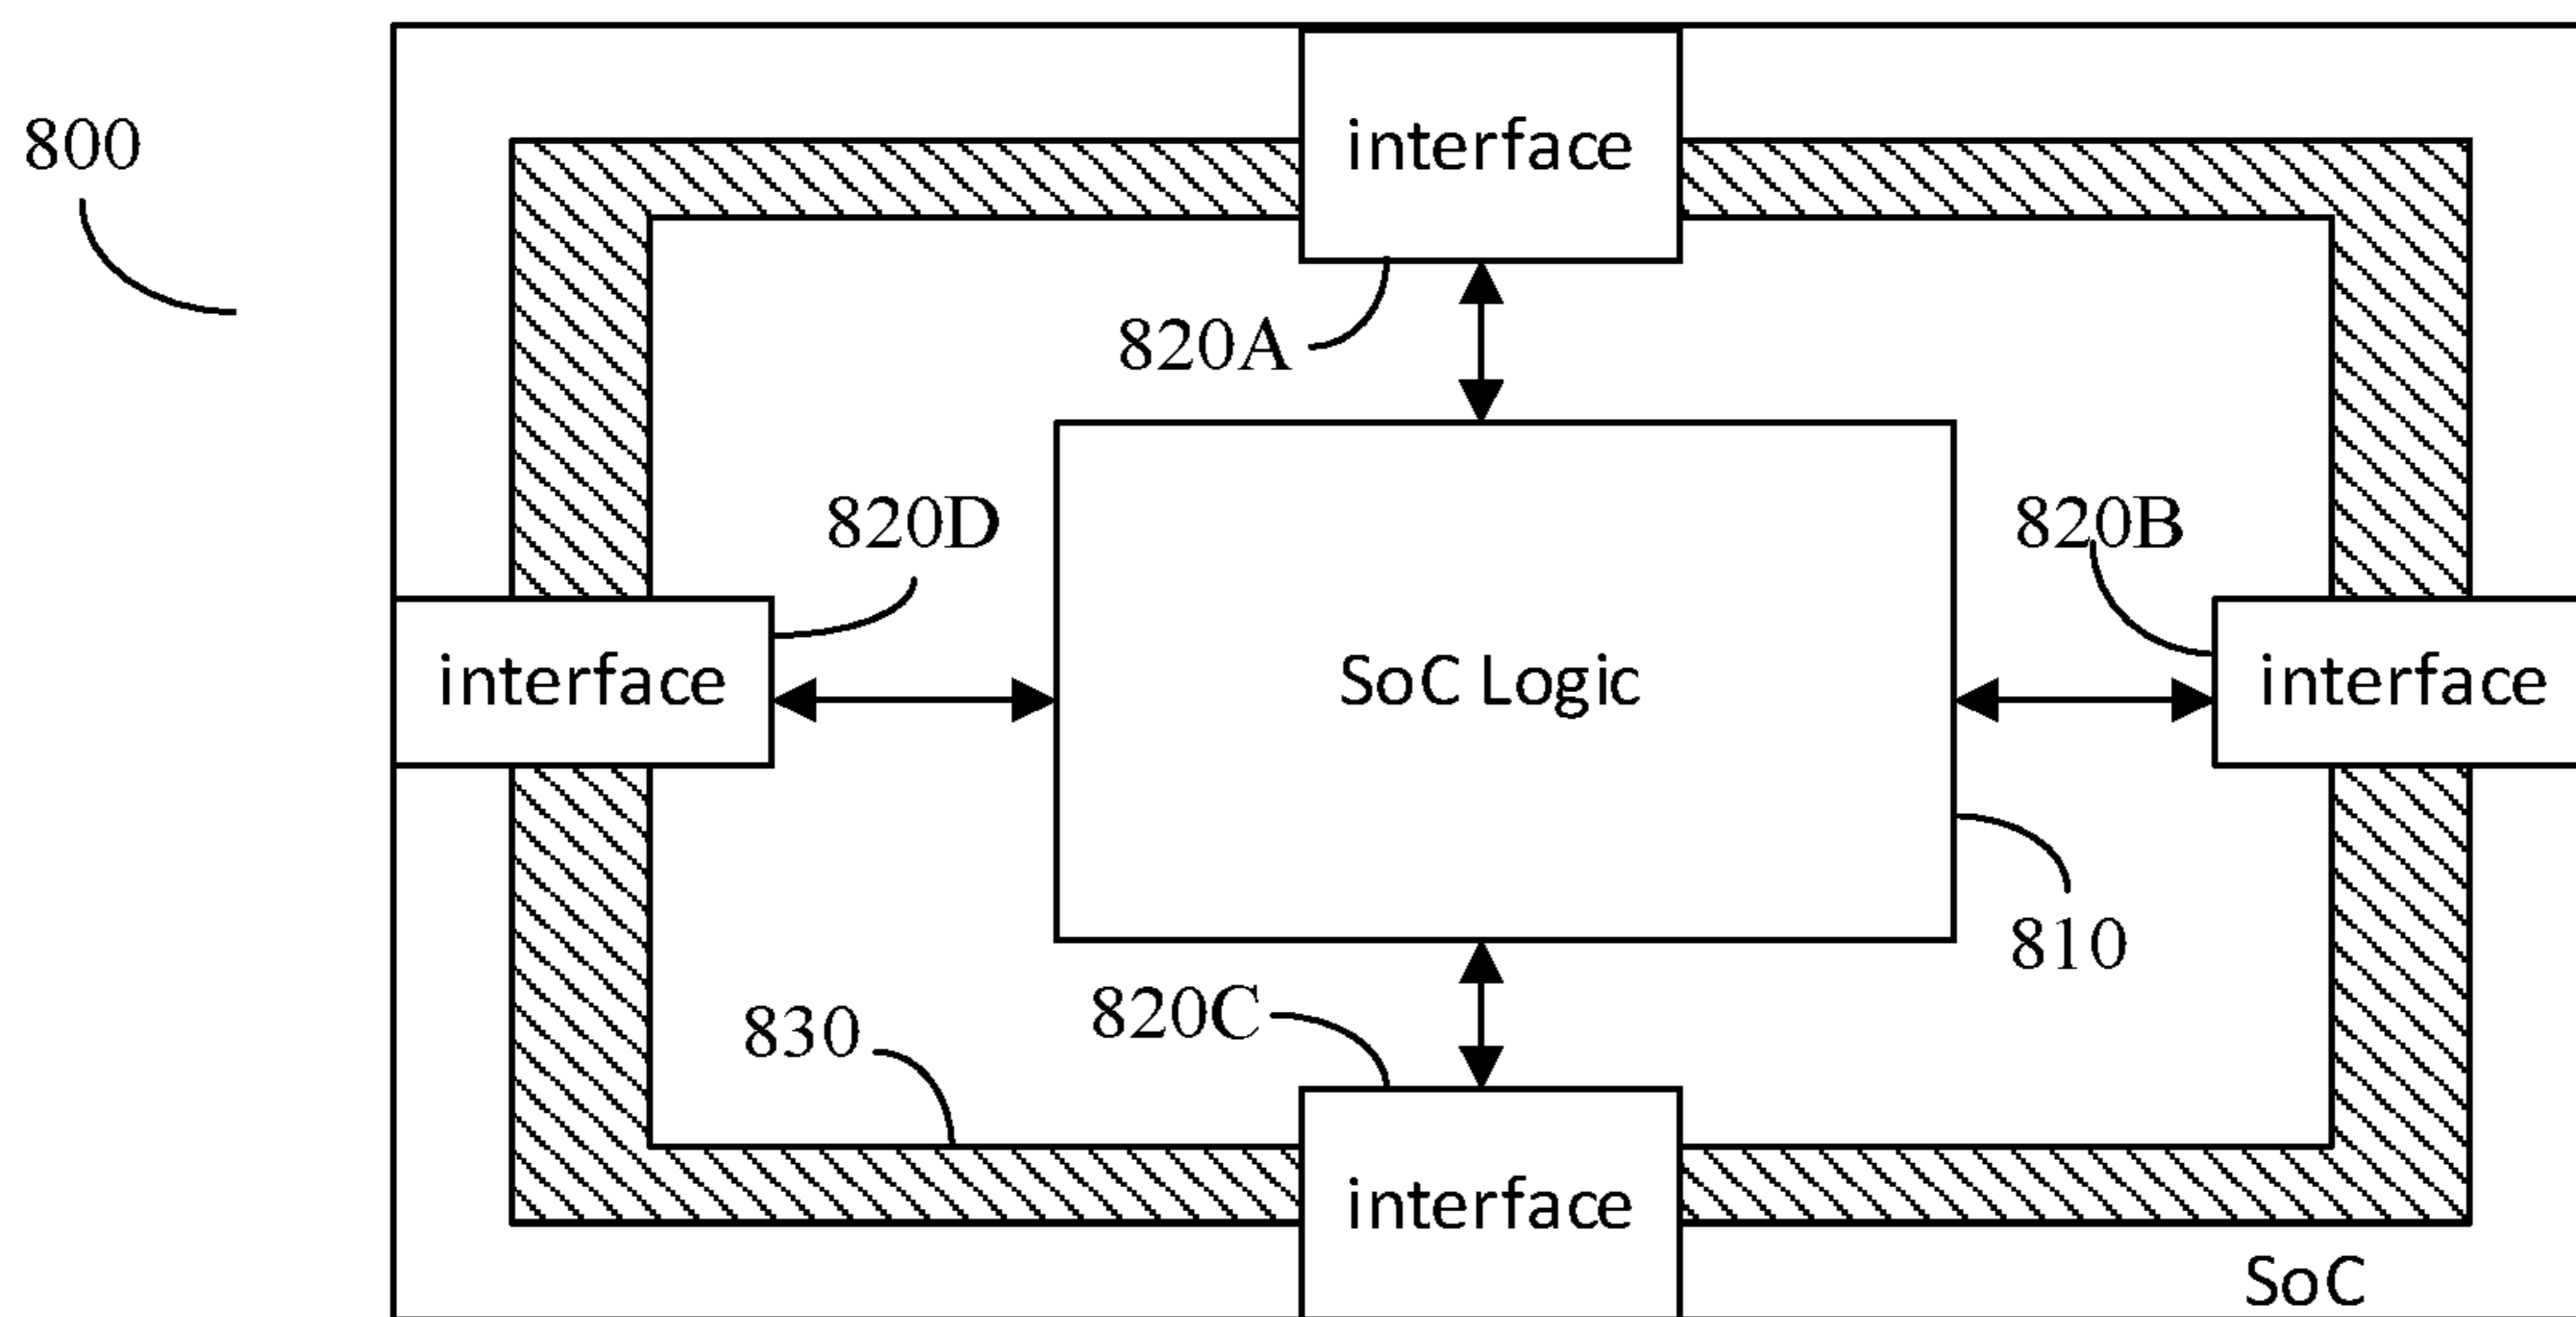 800
interface
820A
820D
820B
interface
SoC Logic
interface
810
830
820C
interface
SoC